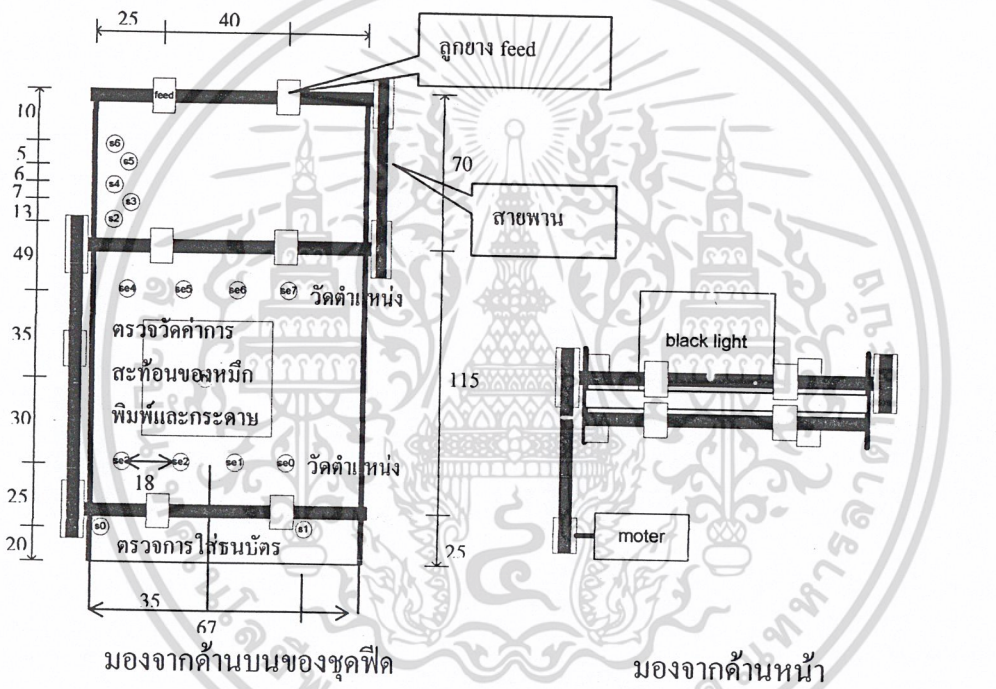 25 40
ลูกยาง feed
feed
10
s6
5
s5
6
s4
70
7
s3
13
s2
สายพาน
49
se4 se5 se6 se7 วัดตำแหน่ง
ตรวจวัดค่าการ
35
สะท้อนของหมึก
115
พิมพ์และกระดาษ
30
se3 se2 se1 se0 วัดตำแหน่ง
18
25
s0 s1
20
ตรวจการใส่ธนบัตร
25
35
67
มองจากด้านบนของชุดฟีด
black light
moter
มองจากด้านหน้า